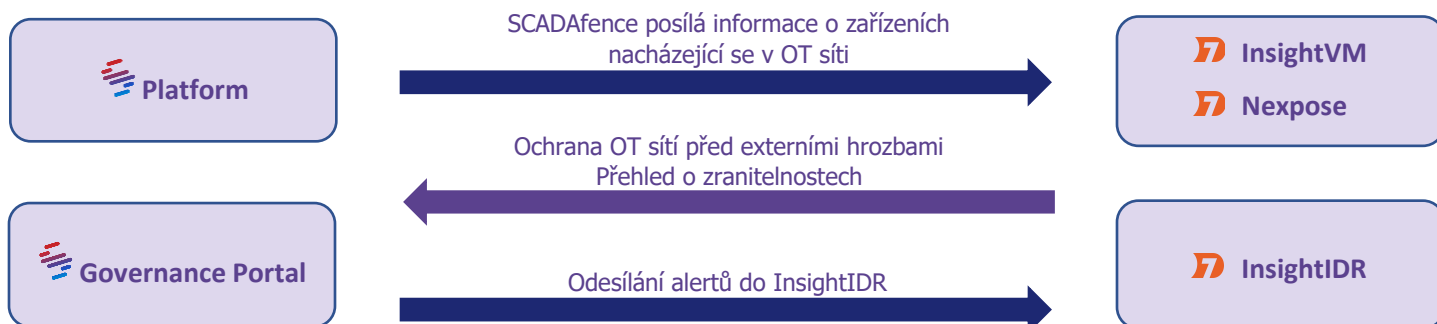 SCADAfence posílá informace o zařízeních
nacházející se v OT síti
Platform
InsightVM
Nexpose
Ochrana OT sítí před externími hrozbami
Přehled o zranitelnostech
Governance Portal
Odesílání alertů do InsightIDR
InsightIDR